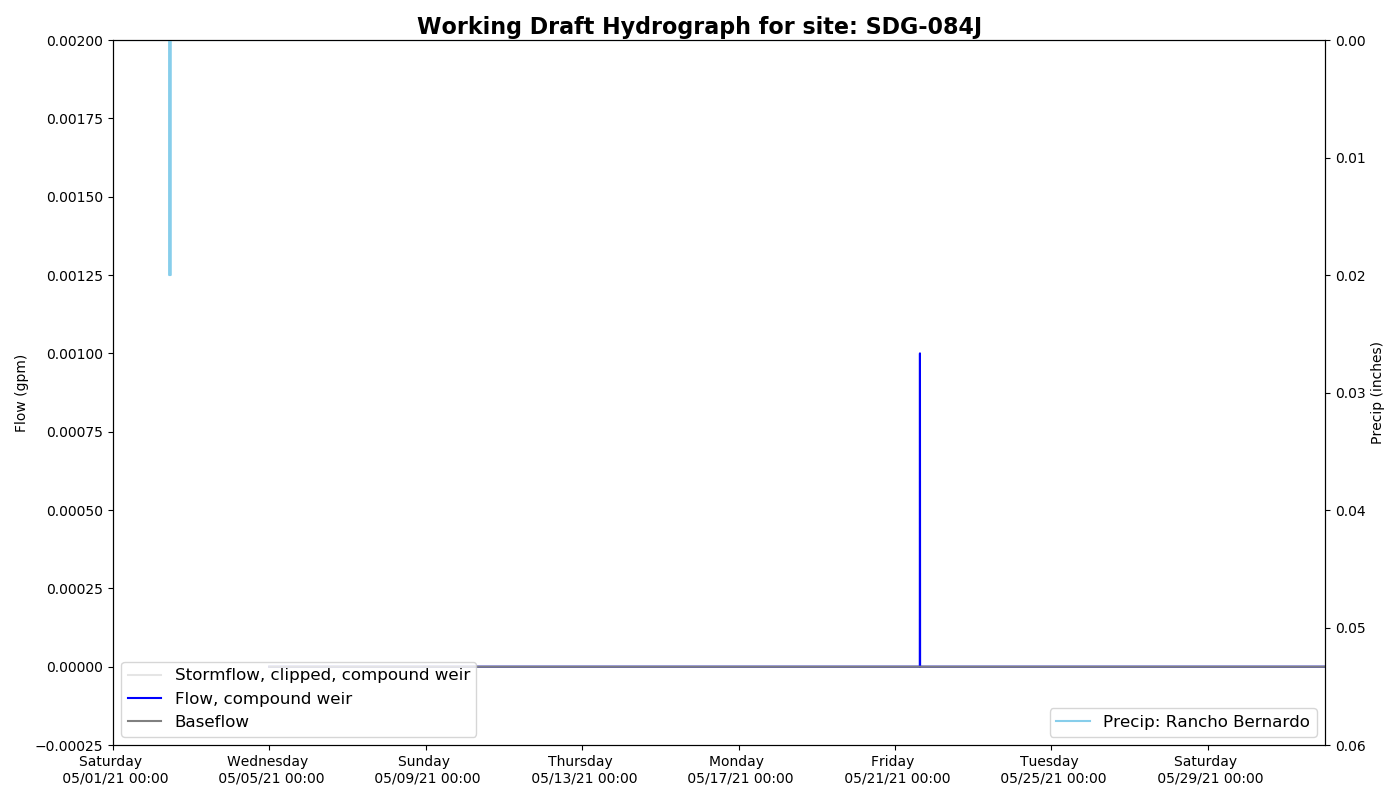 Working Draft Hydrograph for site: SDG-084J
0.00200
0.00175
0.00150
0.00125
0.00100
0.00075
0.00050
0.00025
0.00000
−0.00025
Flow (gpm)
0.00
0.01
0.02
0.03
0.04
0.05
0.06
Precip (inches)
Stormflow, clipped, compound weir
Flow, compound weir
Baseflow
Precip: Rancho Bernardo
Saturday
05/01/21 00:00
Wednesday
05/05/21 00:00
Sunday
05/09/21 00:00
Thursday
05/13/21 00:00
Monday
05/17/21 00:00
Friday
05/21/21 00:00
Tuesday
05/25/21 00:00
Saturday
05/29/21 00:00